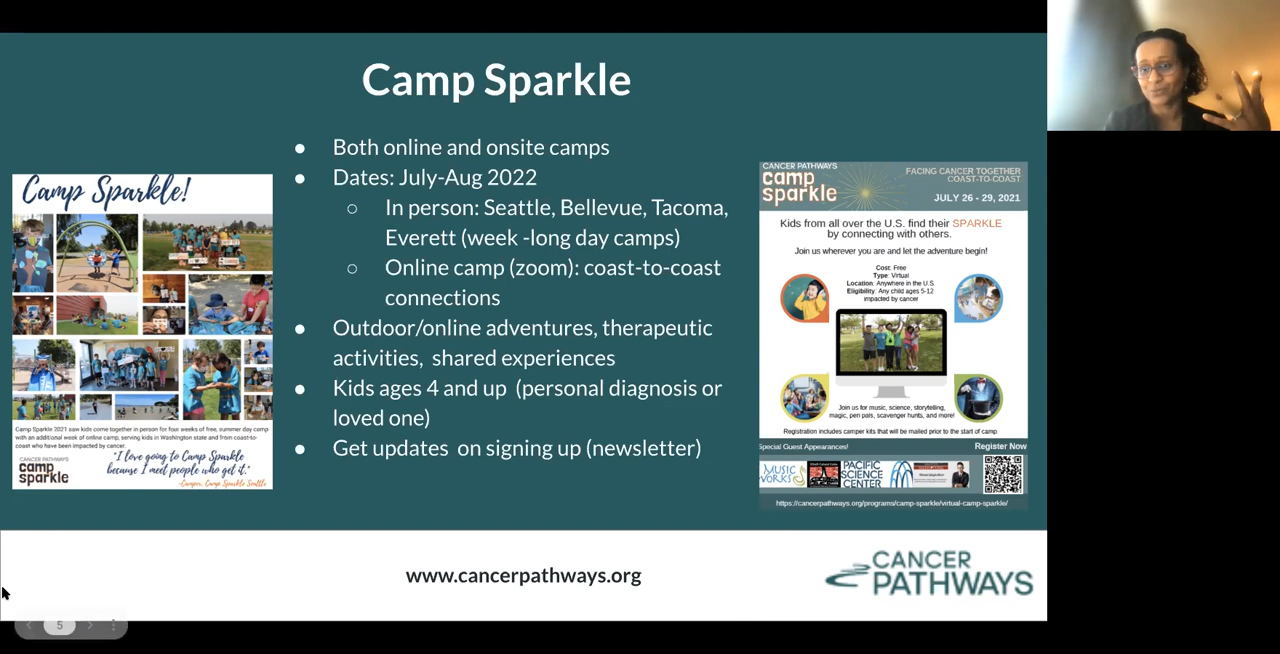 Camp Sparkle
● Both online and onsite camps
● Dates: July-Aug 2022
○ In person: Seattle, Bellevue, Tacoma,
Everett (week -long day camps)
○ Online camp (zoom): coast-to-coast
connections
● Outdoor/online adventures, therapeutic
activities, shared experiences
● Kids ages 4 and up (personal diagnosis or
loved one)
● Get updates on signing up (newsletter)
Camp Sparkle!
Camp Sparkle 2021 saw kids come together in person for four weeks of free, summer day camp
with an additional week of online camp, serving kids in Washington state and from coast-to-
coast who have been impacted by cancer.
CANCER PATHWAYS
camp
sparkle
"I love going to Camp Sparkle
because I meet people who get it."
-Camper, Camp Sparkle Seattle
CANCER PATHWAYS
camp
sparkle
FACING CANCER TOGETHER
COAST-TO-COAST
JULY 26 - 29, 2021
Kids from all over the U.S. find their SPARKLE
by connecting with others.
Join us wherever you are and let the adventure begin!
Cost: Free
Type: Virtual
Location: Anywhere in the U.S.
Eligibility: Any child ages 5-12
impacted by cancer
Join us for music, science, storytelling,
magic, pen pals, scavenger hunts, and more!
Registration includes camper kits that will be mailed prior to the start of camp.
Special Guest Appearances!
Register Now
MUSIC
WORKS
PACIFIC
SCIENCE
CENTER
https://cancerpathways.org/programs/camp-sparkle/virtual-camp-sparkle/
www.cancerpathways.org
CANCER
PATHWAYS
5